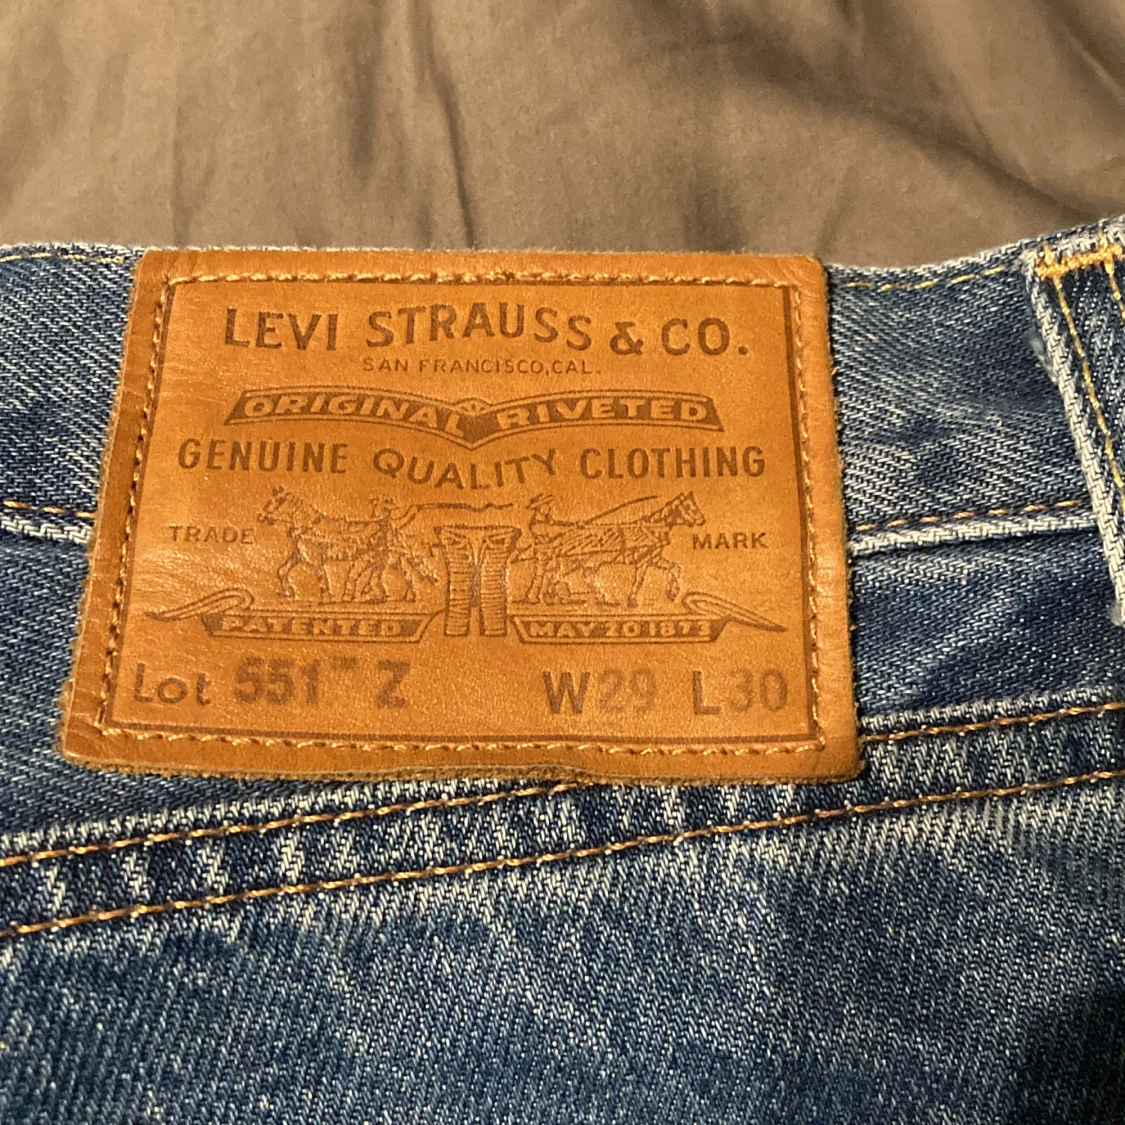 LEVI STRAUSS & CO.
SAN FRANCISCO, CAL.
ORIGINAL RIVETED
GENUINE QUALITY CLOTHING
TRADE MARK
PATENTED MAY 20 1873
Lot 551™ Z W29 L30